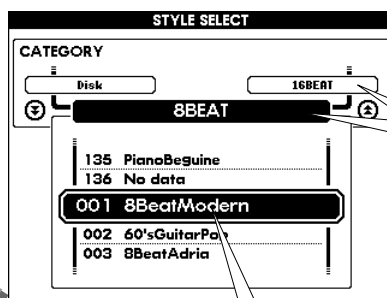 STYLE SELECT
CATEGORY
Disk 16BEAT
8BEAT
135 PianoBeguine
136 No data
001 8BeatModern
002 60'sGuitarPop
003 8BeatAdria